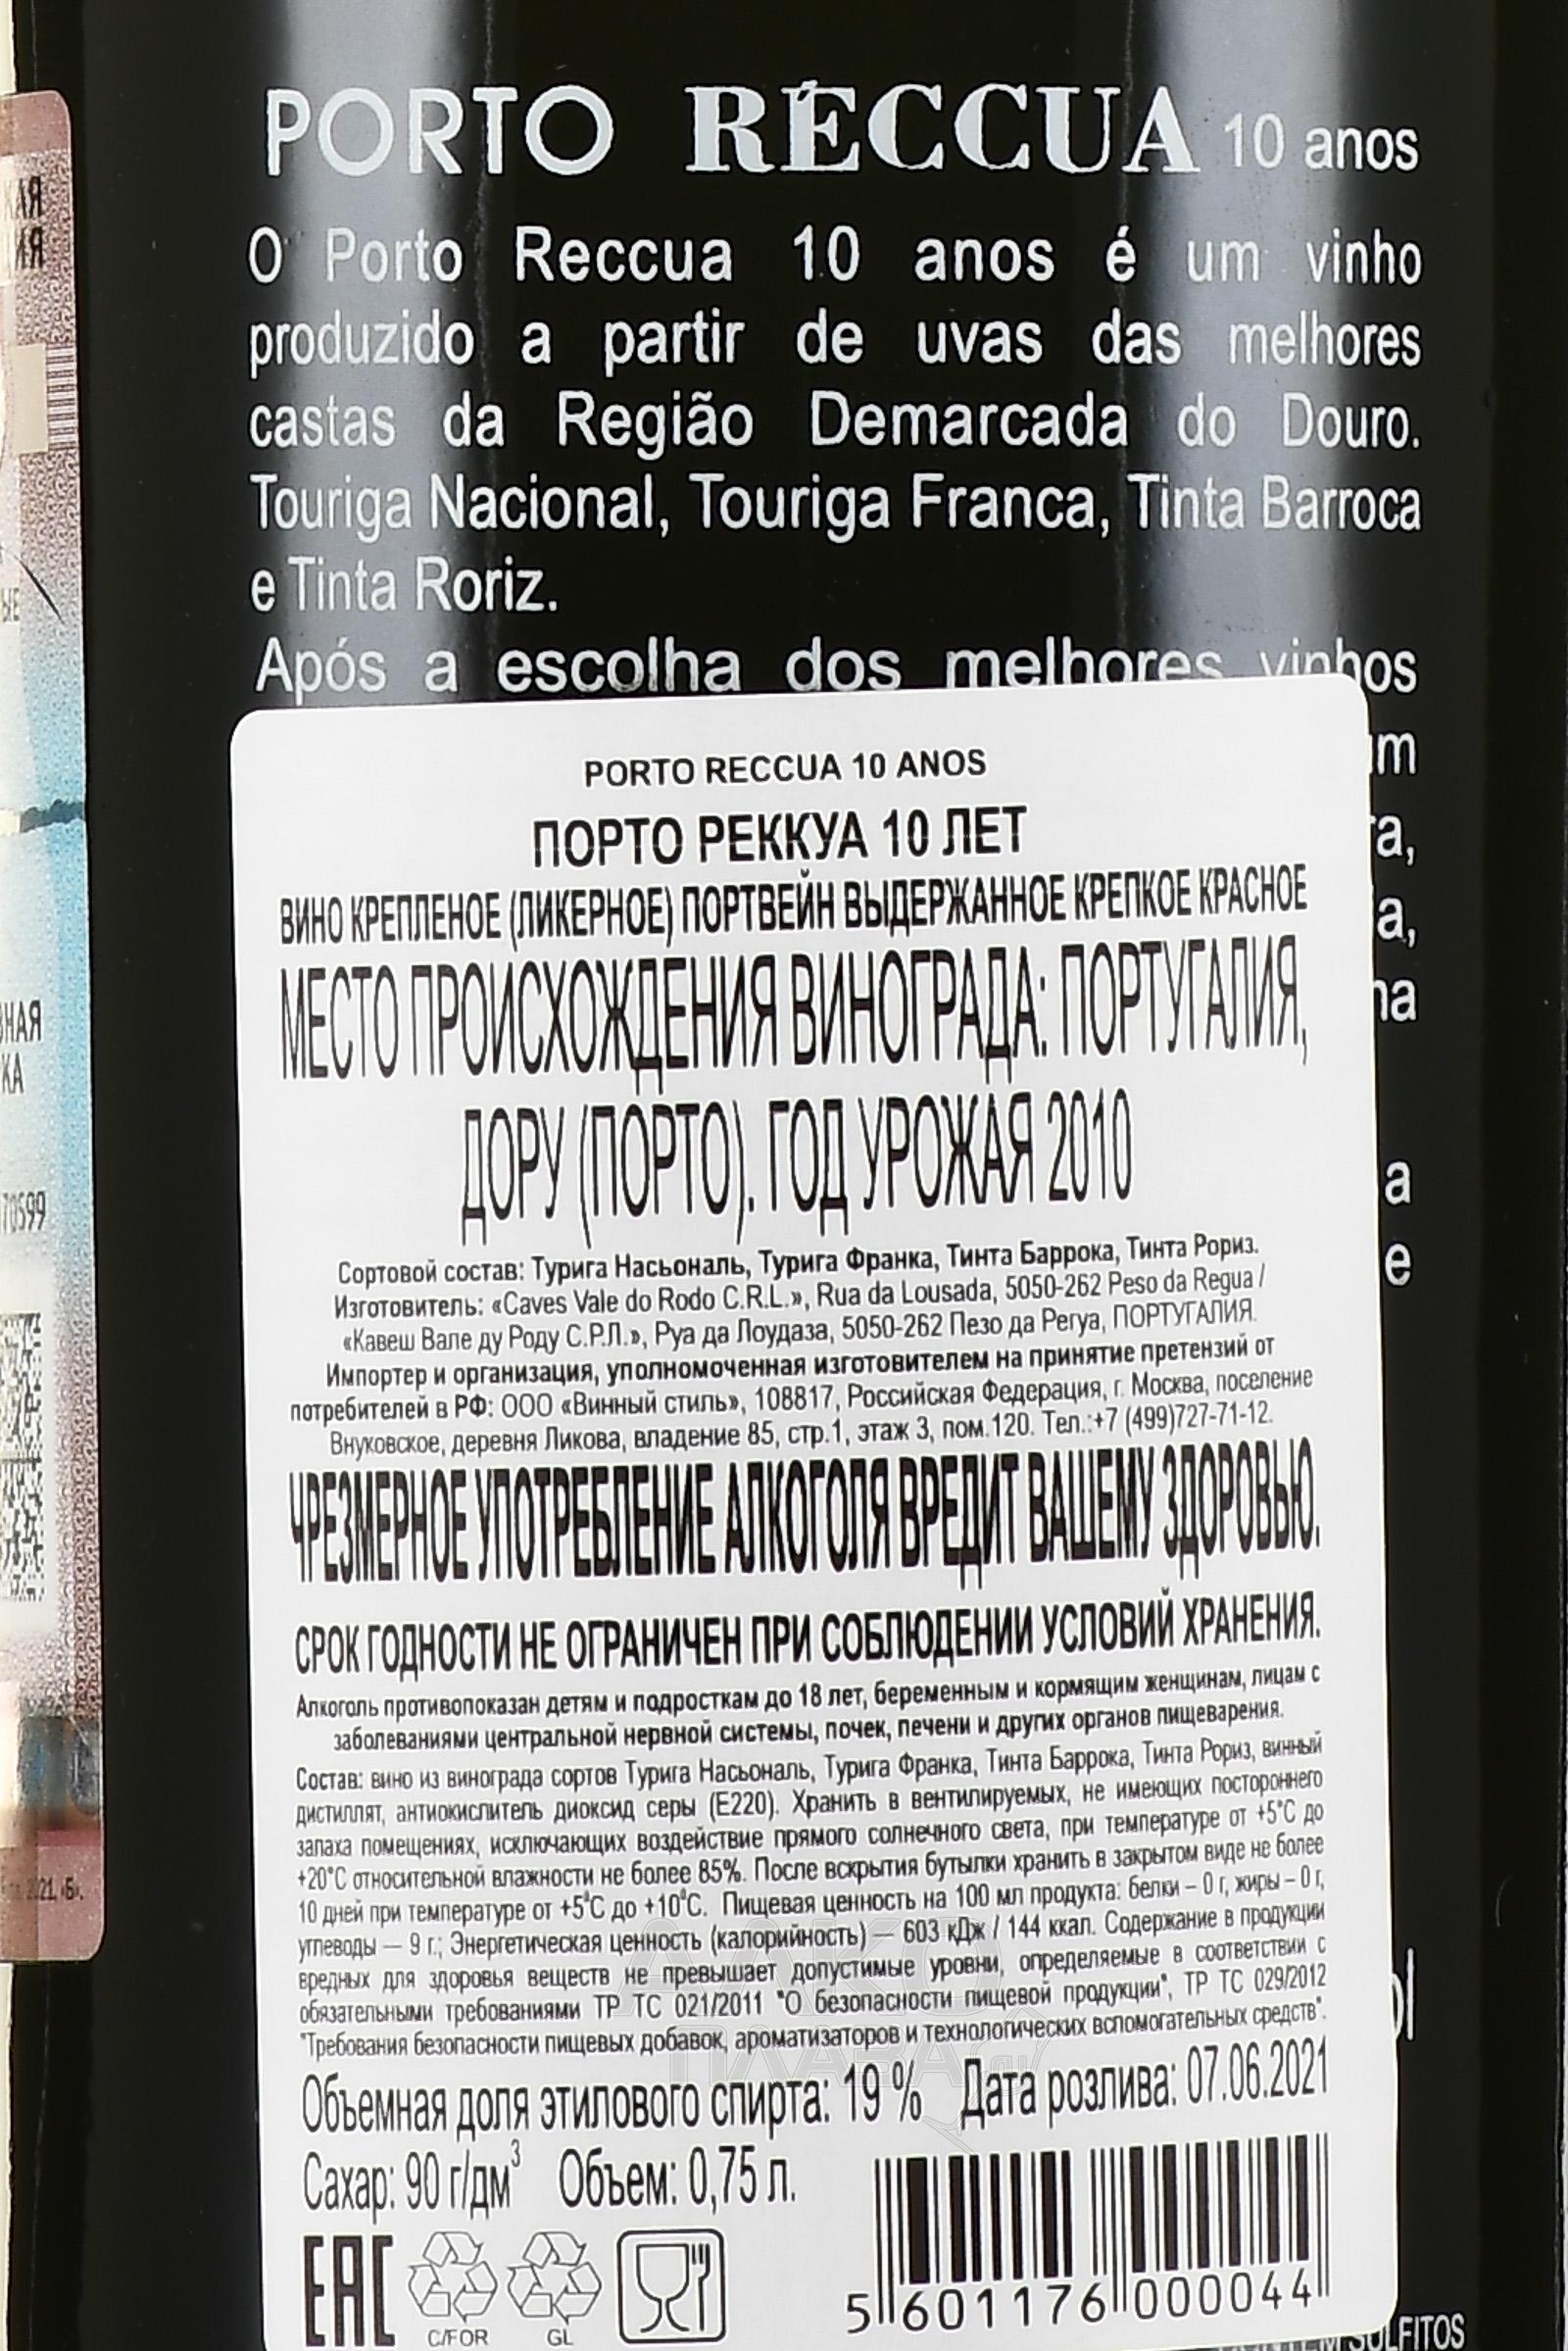 PORTO RÉCCUA 10 anos
O Porto Reccua 10 anos é um vinho
produzido a partir de uvas das melhores
castas da Região Demarcada do Douro.
Touriga Nacional, Touriga Franca, Tinta Barroca
e Tinta Roriz.
Após a escolha dos melhores vinhos
PORTO RECCUA 10 ANOS
ПОРТО РЕККУА 10 ЛЕТ
ВИНО КРЕПЛЕНОЕ (ЛИКЕРНОЕ) ПОРТВЕЙН ВЫДЕРЖАННОЕ КРЕПКОЕ КРАСНОЕ
МЕСТО ПРОИСХОЖДЕНИЯ ВИНОГРАДА: ПОРТУГАЛИЯ,
ДОРУ (ПОРТО). ГОД УРОЖАЯ 2010
Сортовой состав: Турига Насьональ, Турига Франка, Тинта Баррока, Тинта Рориз.
Изготовитель: «Caves Vale do Rodo C.R.L.», Rua da Lousada, 5050-262 Peso da Regua /
«Кавеш Вале ду Роду С.Р.Л.», Руа да Лоудаза, 5050-262 Пезо да Регуа, ПОРТУГАЛИЯ.
Импортер и организация, уполномоченная изготовителем на принятие претензий от
потребителей в РФ: ООО «Винный стиль», 108817, Российская Федерация, г. Москва, поселение
Внуковское, деревня Ликова, владение 85, стр.1, этаж 3, пом.120. Тел.:+7 (499)727-71-12.
ЧРЕЗМЕРНОЕ УПОТРЕБЛЕНИЕ АЛКОГОЛЯ ВРЕДИТ ВАШЕМУ ЗДОРОВЬЮ.
СРОК ГОДНОСТИ НЕ ОГРАНИЧЕН ПРИ СОБЛЮДЕНИИ УСЛОВИЙ ХРАНЕНИЯ.
Алкоголь противопоказан детям и подросткам до 18 лет, беременным и кормящим женщинам, лицам с
заболеваниями центральной нервной системы, почек, печени и других органов пищеварения.
Состав: вино из винограда сортов Турига Насьональ, Турига Франка, Тинта Баррока, Тинта Рориз, винный
дистиллят, антиокислитель диоксид серы (Е220). Хранить в вентилируемых, не имеющих постороннего
запаха помещениях, исключающих воздействие прямого солнечного света, при температуре от +5°С до
+20°С относительной влажности не более 85%. После вскрытия бутылки хранить в закрытом виде не более
10 дней при температуре от +5°С до +10°С. Пищевая ценность на 100 мл продукта: белки – 0 г, жиры – 0 г,
углеводы — 9 г.; Энергетическая ценность (калорийность) — 603 кДж / 144 ккал. Содержание в продукции
вредных для здоровья веществ не превышает допустимые уровни, определяемые в соответствии с
обязательными требованиями ТР ТС 021/2011 "О безопасности пищевой продукции", ТР ТС 029/2012
"Требования безопасности пищевых добавок, ароматизаторов и технологических вспомогательных средств".
Объемная доля этилового спирта: 19 % Дата розлива: 07.06.2021
Сахар: 90 г/дм³ Объем: 0,75 л.
EAC
C/FOR GL
5 601176 000044